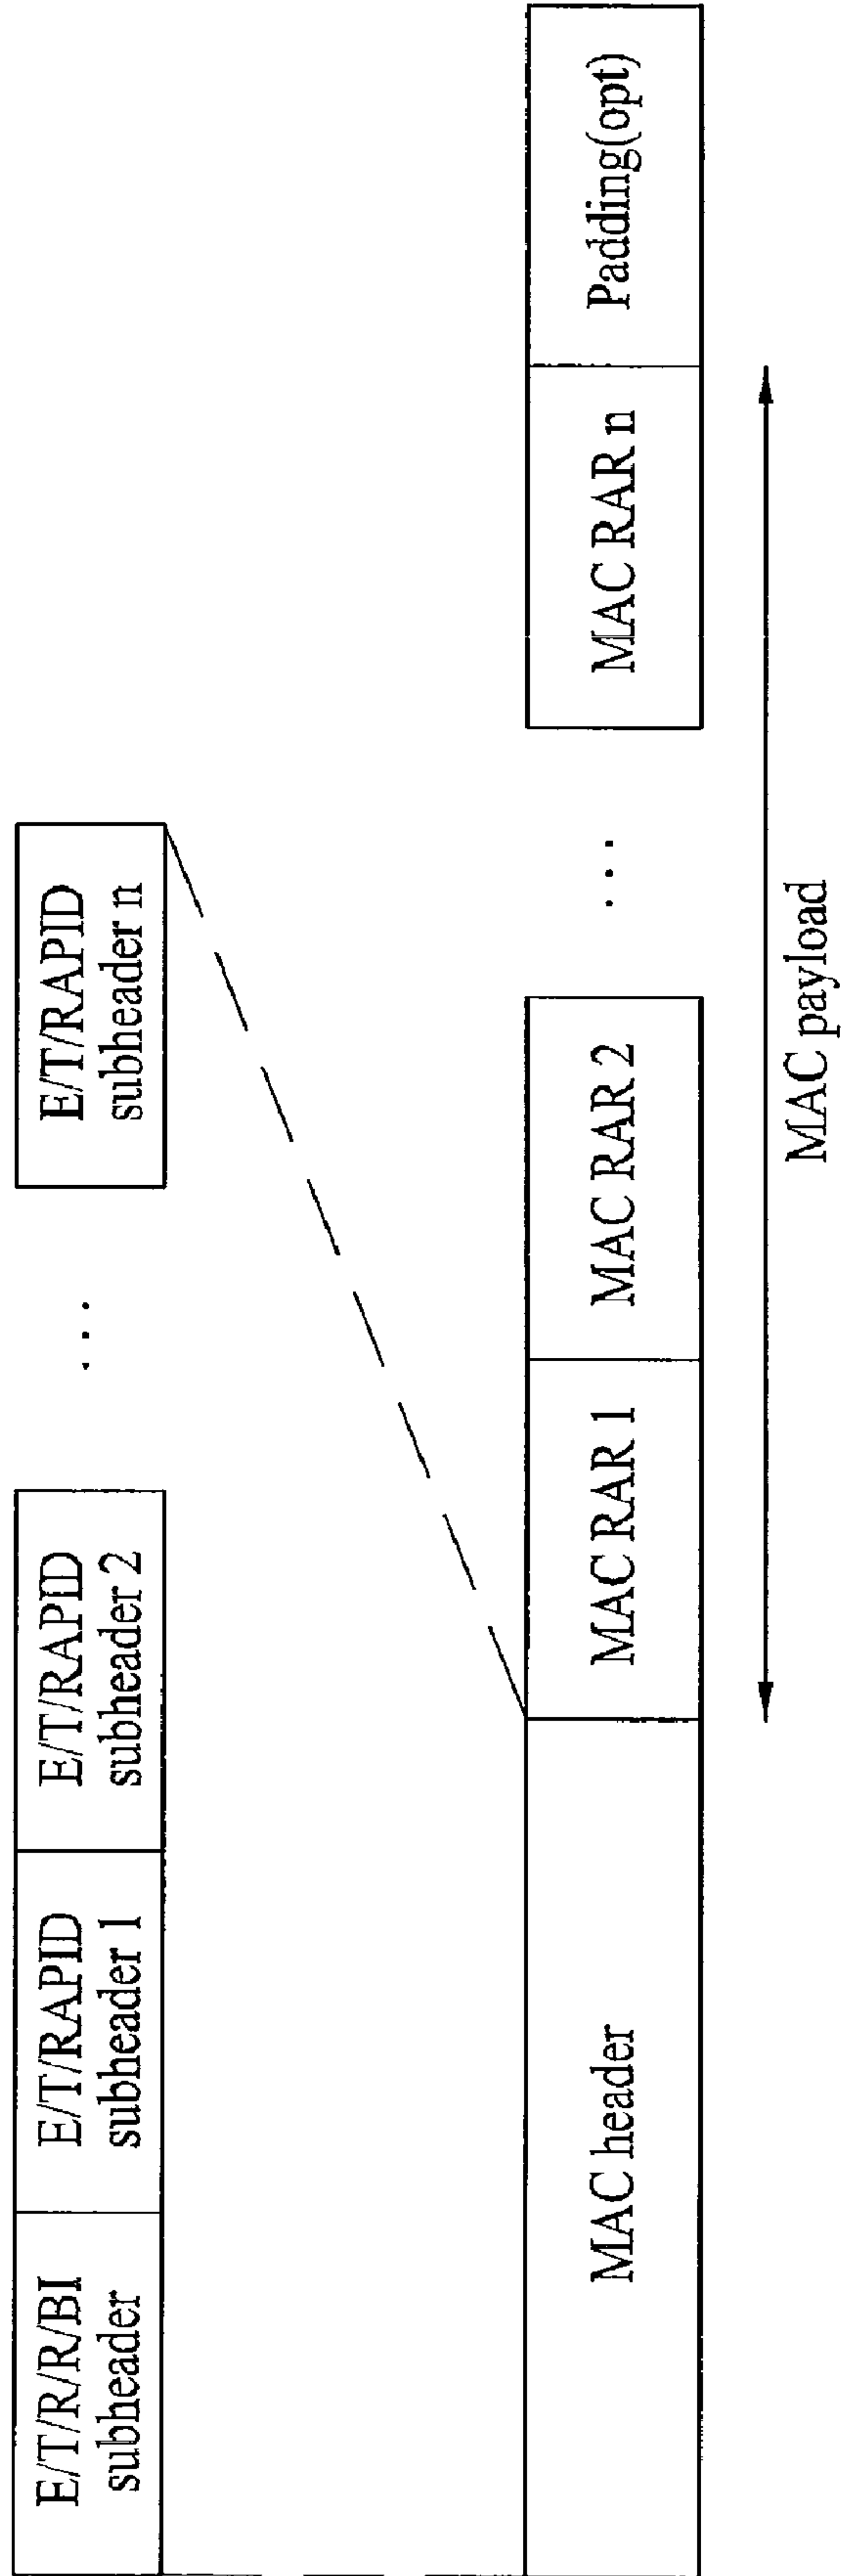 E/T/R/R/BI
subheader
E/T/RAPID
subheader 1
E/T/RAPID
subheader 2
...
E/T/RAPID
subheader n
MAC header
MAC RAR 1
MAC RAR 2
...
MAC RAR n
Padding(opt)
MAC payload